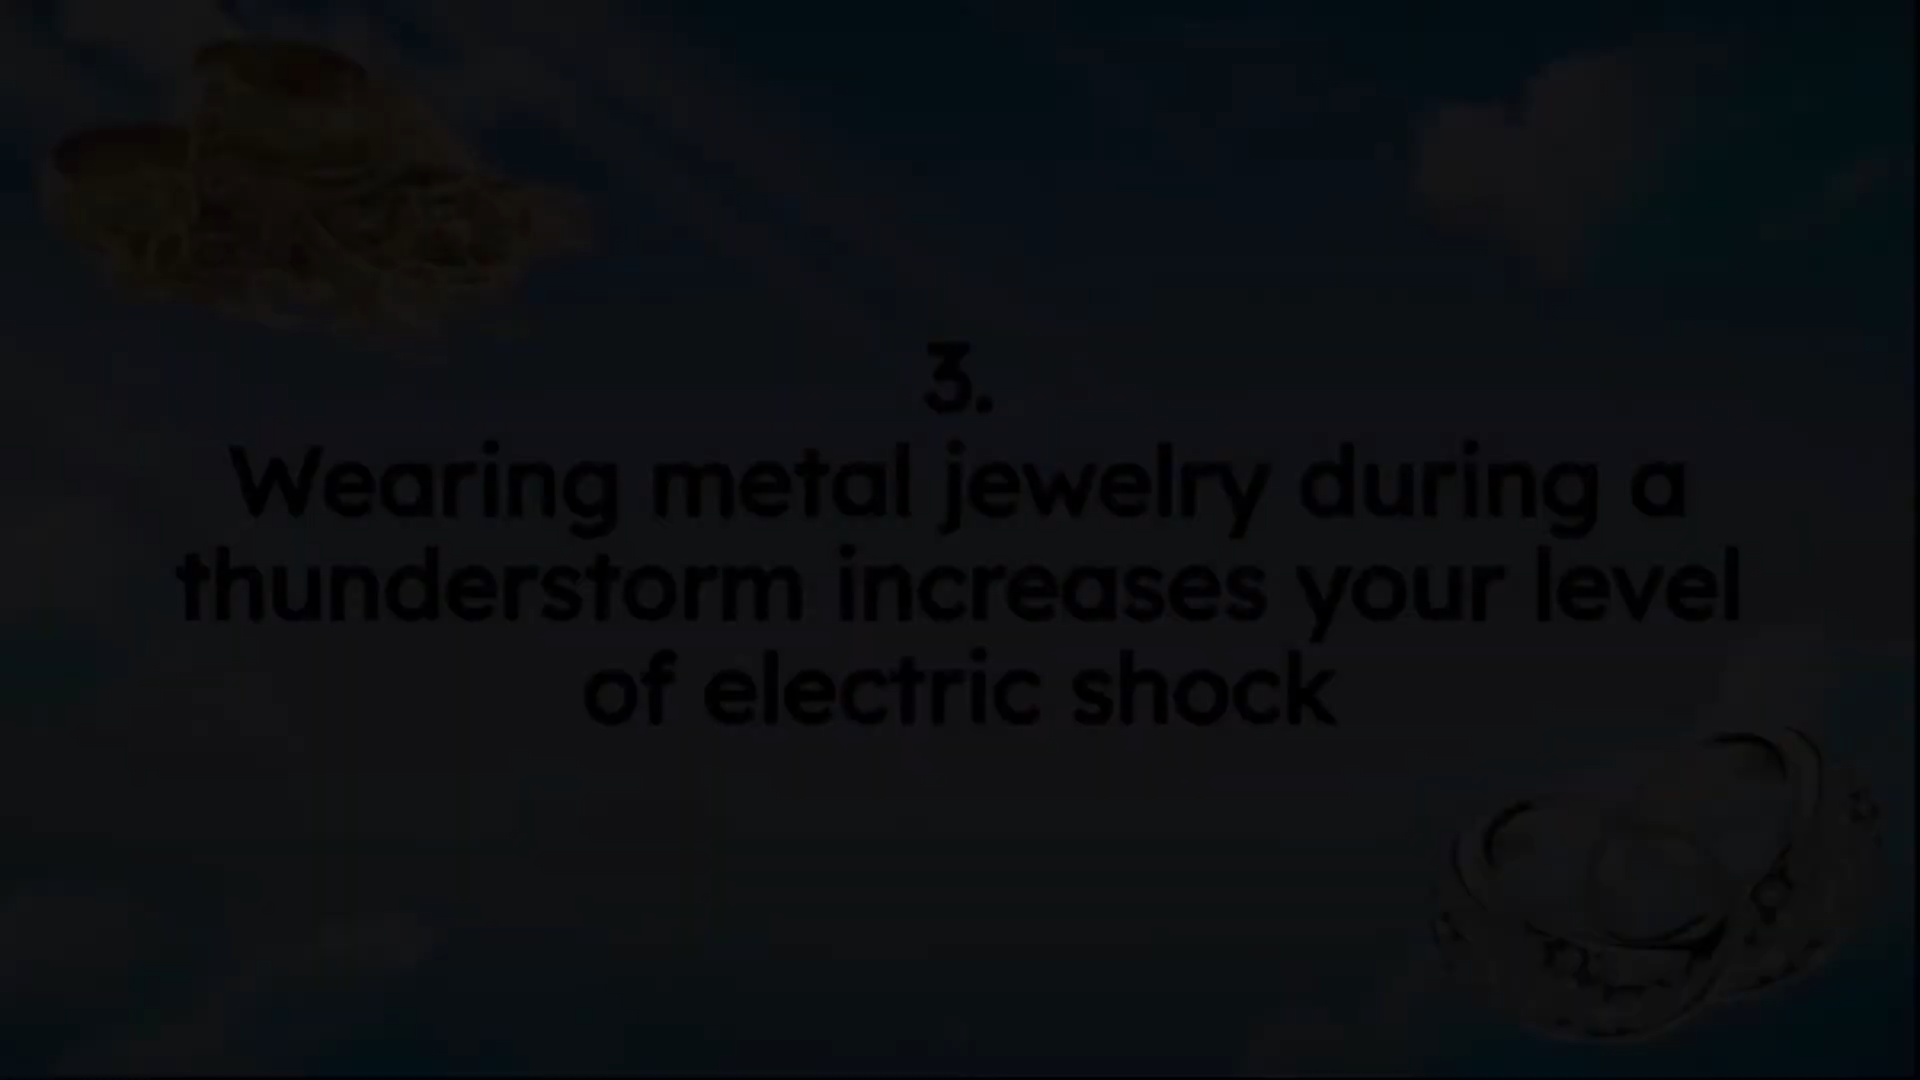 3.
Wearing metal jewelry during a
thunderstorm increases your level
of electric shock